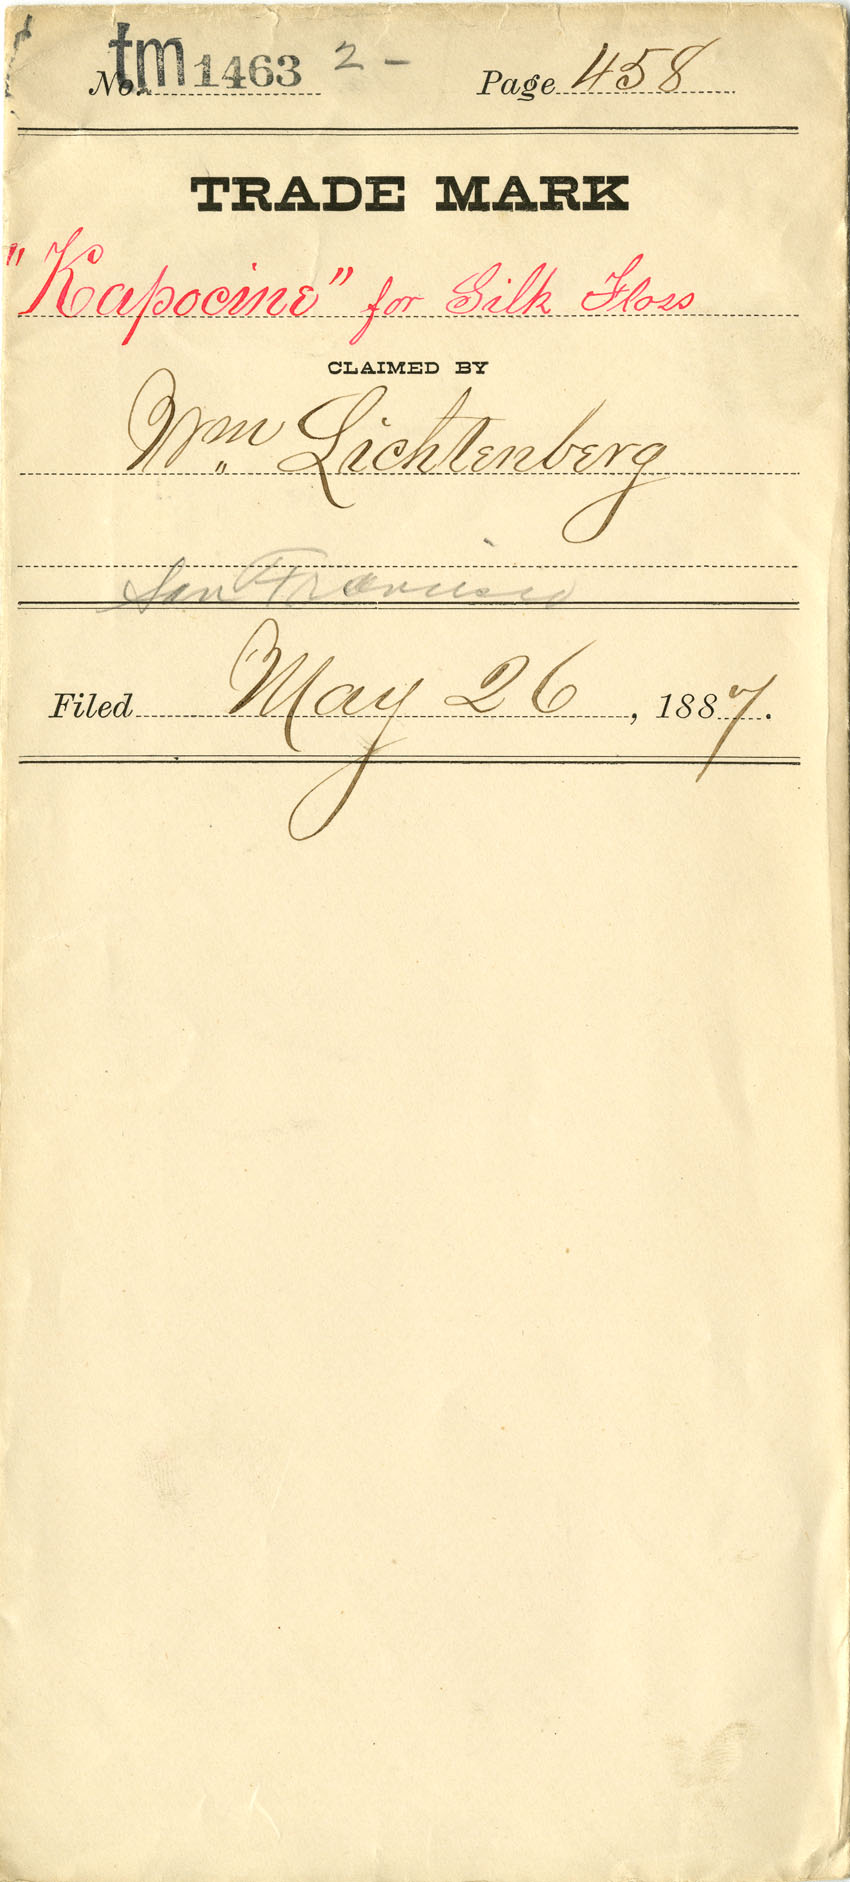 No. tm 1463 2 - Page 458
TRADE MARK
"Kapocine" for Silk Floss
CLAIMED BY
Wm Lichtenberg
San Francisco
Filed May 26, 1887.